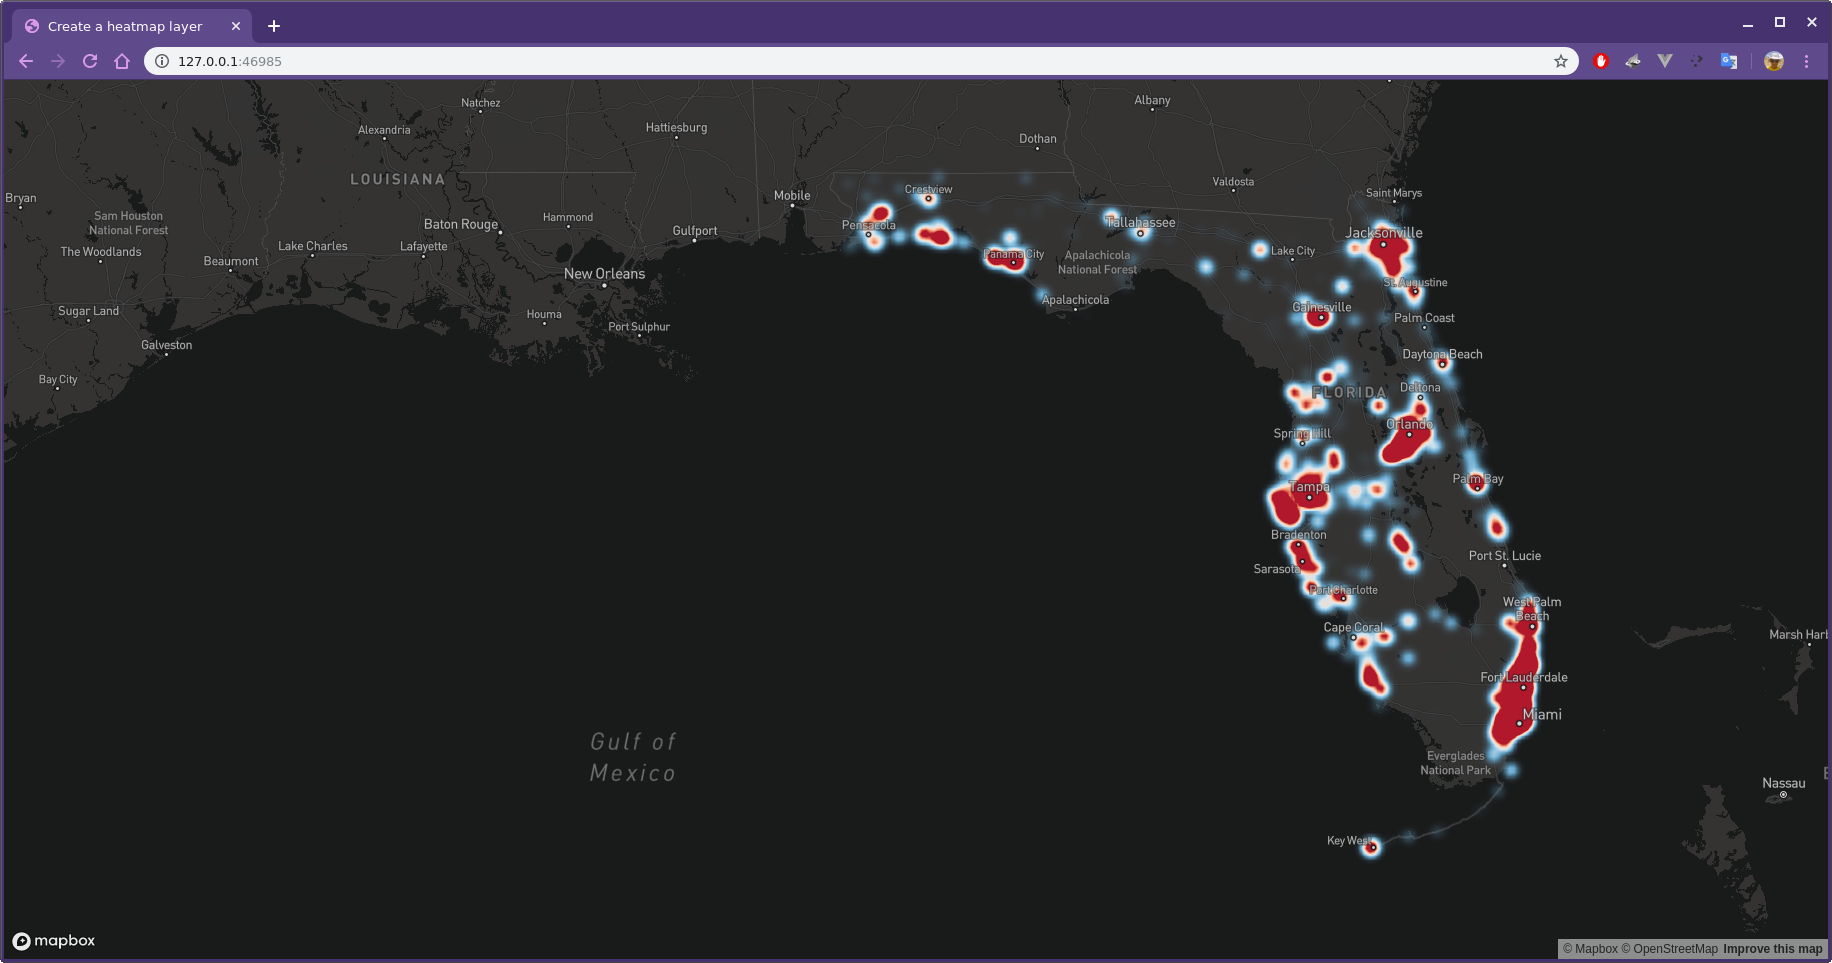 Create a heatmap layer
127.0.0.1:46985
Natchez
Albany
Alexandria
Hattiesburg
Dothan
LOUISIANA
Valdosta
Crestview
Saint Marys
Bryan
Mobile
Sam Houston
National Forest
Baton Rouge
Hammond
Pensacola
Tallahassee
Gulfport
Jacksonville
The Woodlands
Lake Charles
Lafayette
Panama City
Lake City
Beaumont
Apalachicola
National Forest
New Orleans
St. Augustine
Apalachicola
Sugar Land
Houma
Gainesville
Port Sulphur
Palm Coast
Galveston
Daytona Beach
Bay City
Deltona
FLORIDA
Orlando
Spring Hill
Palm Bay
Tampa
Bradenton
Port St. Lucie
Sarasota
Port Charlotte
West Palm
Beach
Cape Coral
Marsh Harb
Fort Lauderdale
Miami
Gulf of
Mexico
Everglades
National Park
Nassau
Key West
mapbox
© Mapbox © OpenStreetMap Improve this map